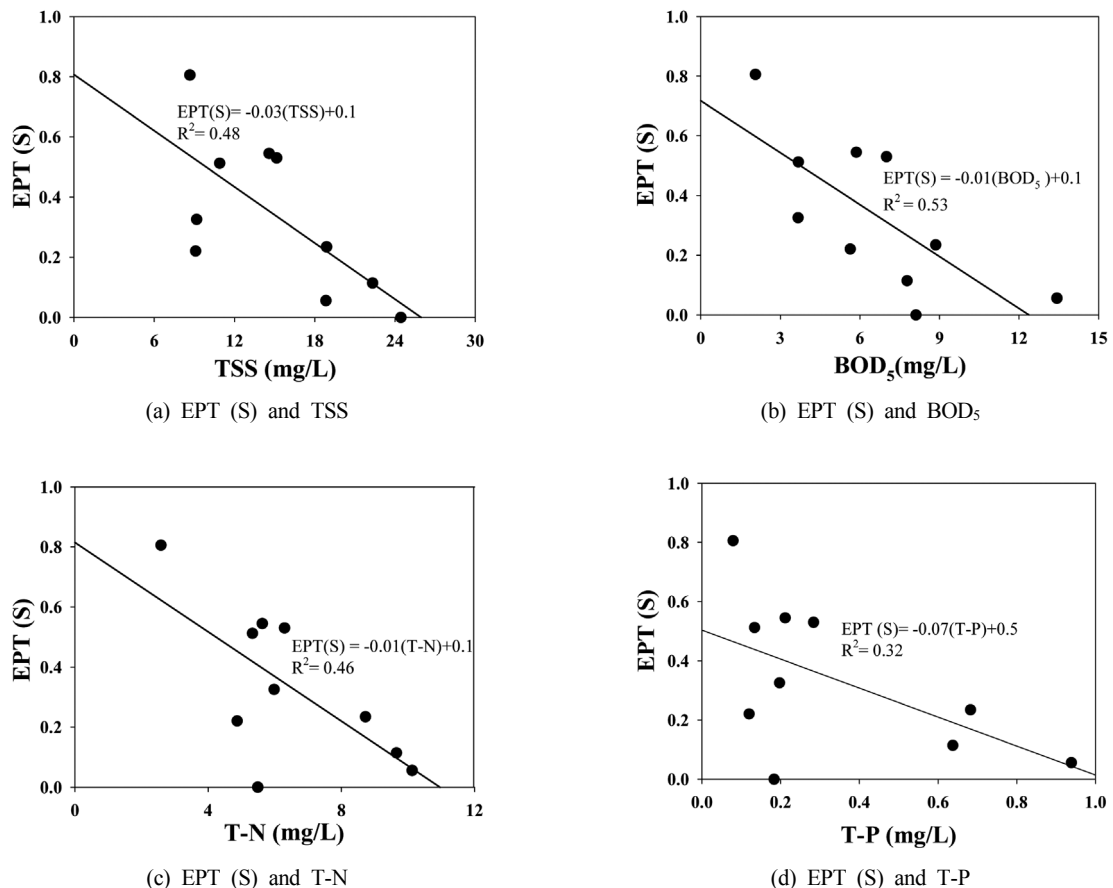 1.0
0.8
0.6
0.4
0.2
0.0
EPT (S)
EPT(S)= -0.03(TSS)+0.1
R²= 0.48
0 6 12 18 24 30
TSS (mg/L)
(a) EPT (S) and TSS
1.0
0.8
0.6
0.4
0.2
0.0
EPT (S)
EPT(S) = -0.01(BOD₅ )+0.1
R² = 0.53
0 3 6 9 12 15
BOD₅(mg/L)
(b) EPT (S) and BOD₅
1.0
0.8
0.6
0.4
0.2
0.0
EPT (S)
EPT(S) = -0.01(T-N)+0.1
R²= 0.46
0 4 8 12
T-N (mg/L)
(c) EPT (S) and T-N
1.0
0.8
0.6
0.4
0.2
0.0
EPT (S)
EPT (S)= -0.07(T-P)+0.5
R²= 0.32
0.0 0.2 0.4 0.6 0.8 1.0
T-P (mg/L)
(d) EPT (S) and T-P